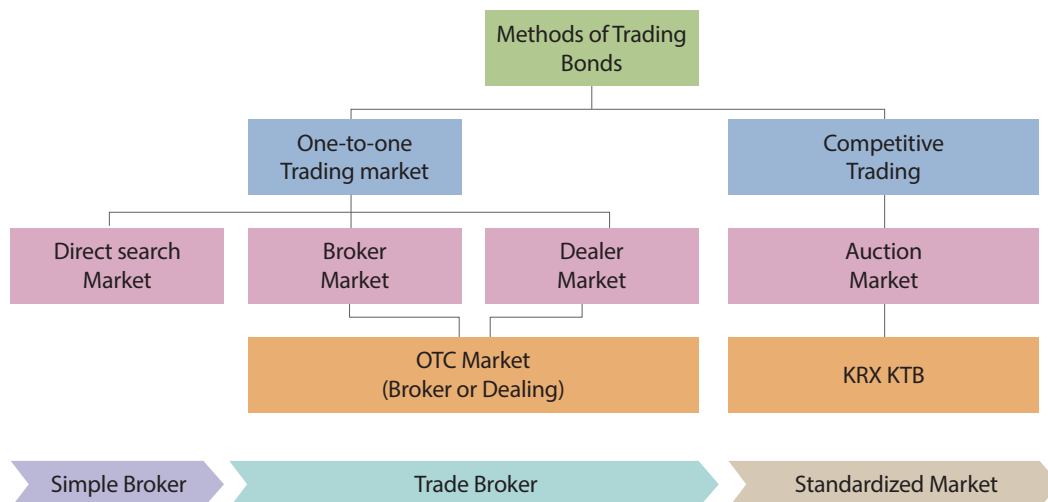 Methods of Trading
Bonds
One-to-one
Trading market
Competitive
Trading
Direct search
Market
Broker
Market
Dealer
Market
Auction
Market
OTC Market
(Broker or Dealing)
KRX KTB
Simple Broker
Trade Broker
Standardized Market